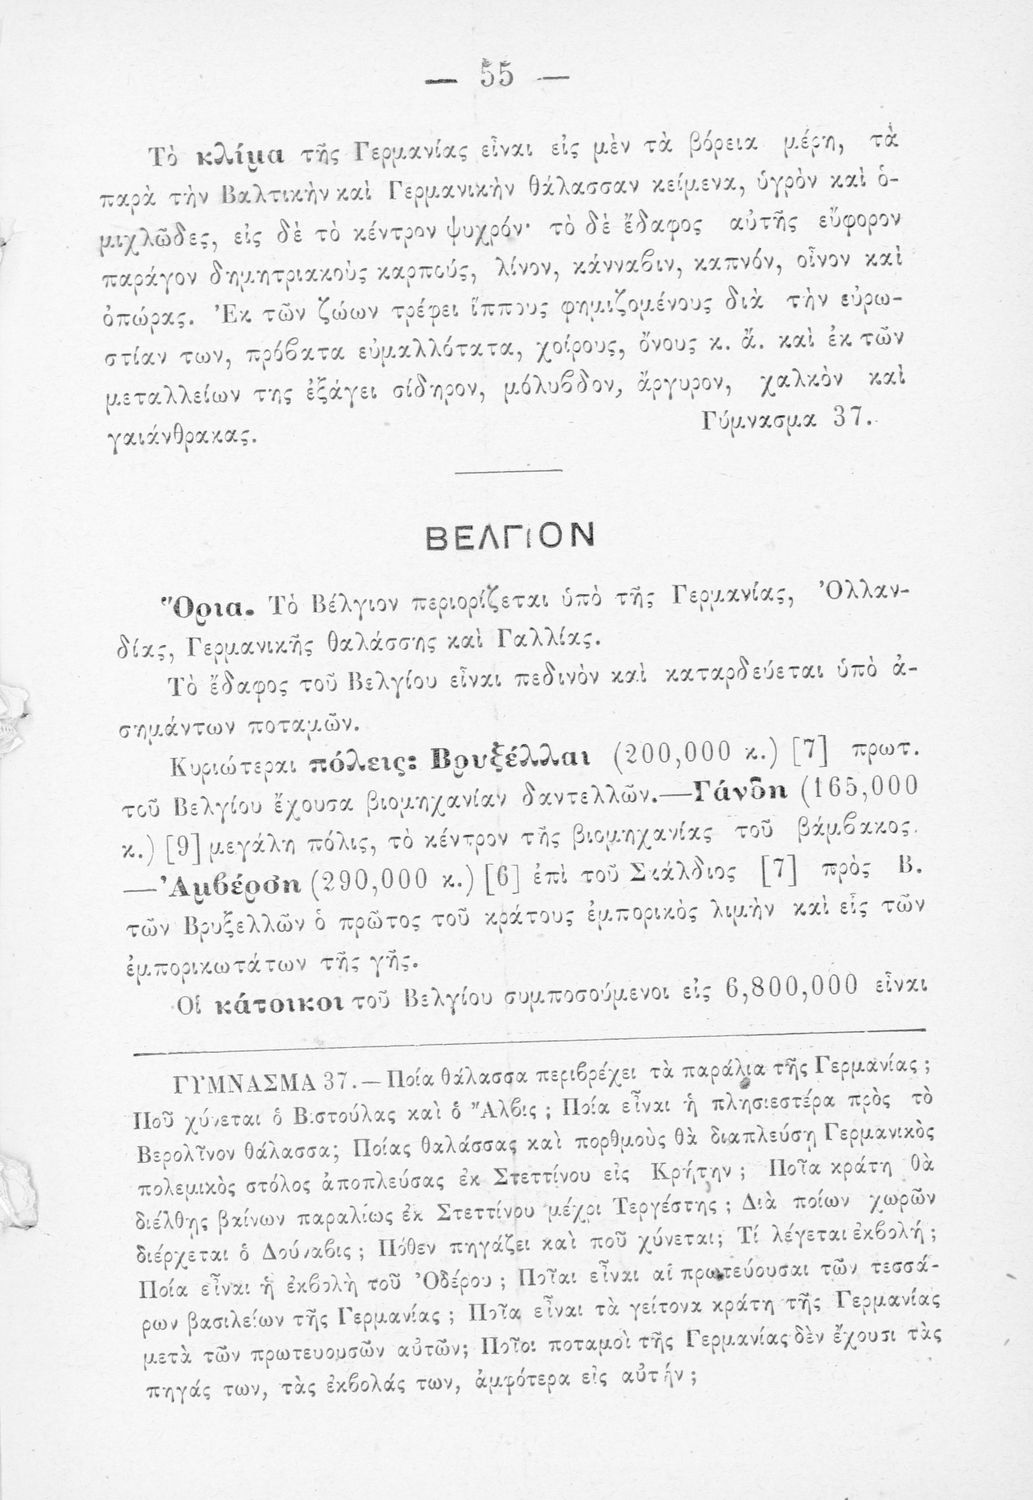 — 55 —
Τὸ κλίμα τῆς Γερμανίας εἶναι εἰς μὲν τὰ βόρεια μέρη, τὰ
παρὰ τὴν Βαλτικὴν καὶ Γερμανικὴν θάλασσαν κείμενα, ὑγρὸν καὶ ὁ-
μιχλῶδες, εἰς δὲ τὸ κέντρον ψυχρόν· τὸ δὲ ἔδαφος αὐτῆς εὔφορον
παράγον δημητριακοὺς καρπούς, λίνον, κάνναβιν, καπνόν, οἶνον καὶ
ὀπώρας. Ἐκ τῶν ζώων τρέφει ἵππους φημιζομένους διὰ τὴν εὐρω-
στίαν των, πρόβατα εὐμαλλότατα, χοίρους, ὄνους κ. ἄ. καὶ ἐκ τῶν
μεταλλείων της ἐξάγει σίδηρον, μόλυβδον, ἄργυρον, χαλκὸν καὶ
γαιάνθρακας. Γύμνασμα 37.
ΒΕΛΓΙΟΝ
Ὅρια. Τὸ Βέλγιον περιορίζεται ὑπὸ τῆς Γερμανίας, Ὀλλαν-
δίας, Γερμανικῆς θαλάσσης καὶ Γαλλίας.
Τὸ ἔδαφος τοῦ Βελγίου εἶναι πεδινὸν καὶ καταρδεύεται ὑπὸ ἀ-
σημάντων ποταμῶν.
Κυριώτεραι πόλεις: Βρυξέλλαι (200,000 κ.) [7] πρωτ.
τοῦ Βελγίου ἔχουσα βιομηχανίαν δαντελλῶν.—Γάνδη (165,000
κ.) [9] μεγάλη πόλις, τὸ κέντρον τῆς βιομηχανίας τοῦ βάμβακος.
—Ἀμβέρση (290,000 κ.) [6] ἐπὶ τοῦ Σκάλδιος [7] πρὸς Β.
τῶν Βρυξελλῶν ὁ πρῶτος τοῦ κράτους ἐμπορικὸς λιμὴν καὶ εἷς τῶν
ἐμπορικωτάτων τῆς γῆς.
Οἱ κάτοικοι τοῦ Βελγίου συμποσούμενοι εἰς 6,800,000 εἶναι
ΓΥΜΝΑΣΜΑ 37.—Ποία θάλασσα περιβρέχει τὰ παράλια τῆς Γερμανίας ;
Ποῦ χύνεται ὁ Βιστούλας καὶ ὁ Ἄλβις ; Ποία εἶναι ἡ πλησιεστέρα πρὸς τὸ
Βερολῖνον θάλασσα; Ποίας θαλάσσας καὶ πορθμοὺς θὰ διαπλεύσῃ Γερμανικὸς
πολεμικὸς στόλος ἀποπλεύσας ἐκ Στεττίνου εἰς Κρήτην ; Ποῖα κράτη θὰ
διέλθῃς βαίνων παραλίως ἐκ Στεττίνου μέχρι Τεργέστης ; Διὰ ποίων χωρῶν
διέρχεται ὁ Δούναβις ; Πόθεν πηγάζει καὶ ποῦ χύνεται; Τί λέγεται ἐκβολή ;
Ποία εἶναι ἡ ἐκβολὴ τοῦ Ὀδέρου ; Ποῖαι εἶναι αἱ πρωτεύουσαι τῶν τεσσά-
ρων βασιλείων τῆς Γερμανίας ; Ποῖα εἶναι τὰ γείτονα κράτη τῆς Γερμανίας
μετὰ τῶν πρωτευουσῶν αὐτῶν; Ποῖοι ποταμοὶ τῆς Γερμανίας δὲν ἔχουσι τὰς
πηγάς των, τὰς ἐκβολάς των, ἀμφότερα εἰς αὐτήν ;